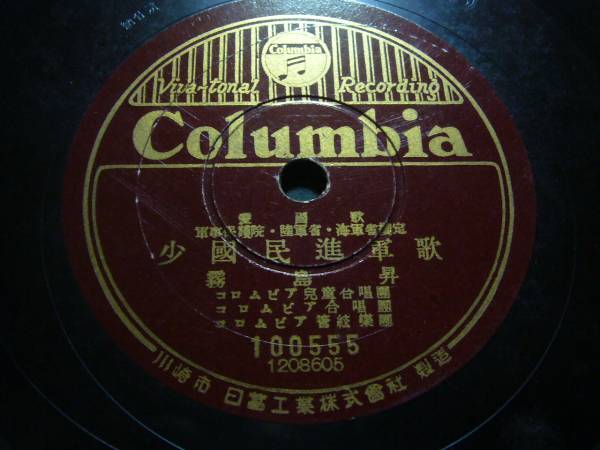 Columbia
Viva-tonal Recording
Columbia
愛國歌
軍事保護院・陸軍省・海軍省選定
少國民進軍歌
霧島昇
コロムビア兒童合唱團
コロムビア合唱團
コロムビア管絃樂團
100555
1208605
川崎市 日蓄工業株式會社 製造